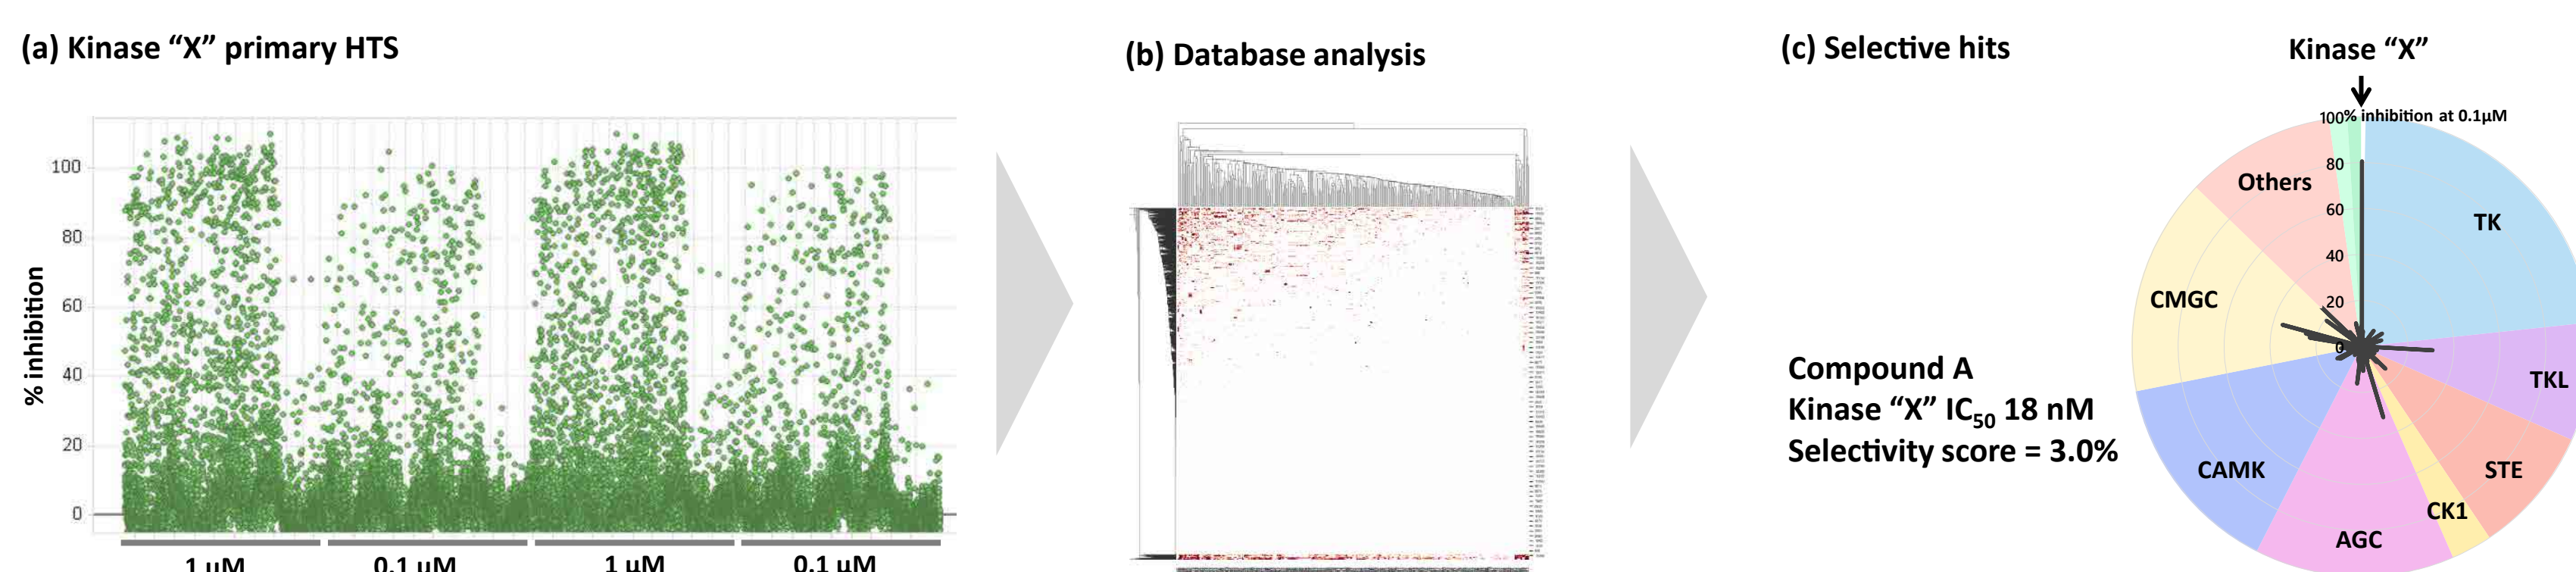 (a) Kinase “X” primary HTS
% inhibition
100
80
60
40
20
0
1 µM
0.1 µM
1 µM
0.1 µM
(b) Database analysis
(c) Selective hits
Compound A
Kinase “X” IC50 18 nM
Selectivity score = 3.0%
Kinase “X”
100% inhibition at 0.1µM
80
60
40
20
0
Others
TK
CMGC
TKL
CAMK
STE
CK1
AGC